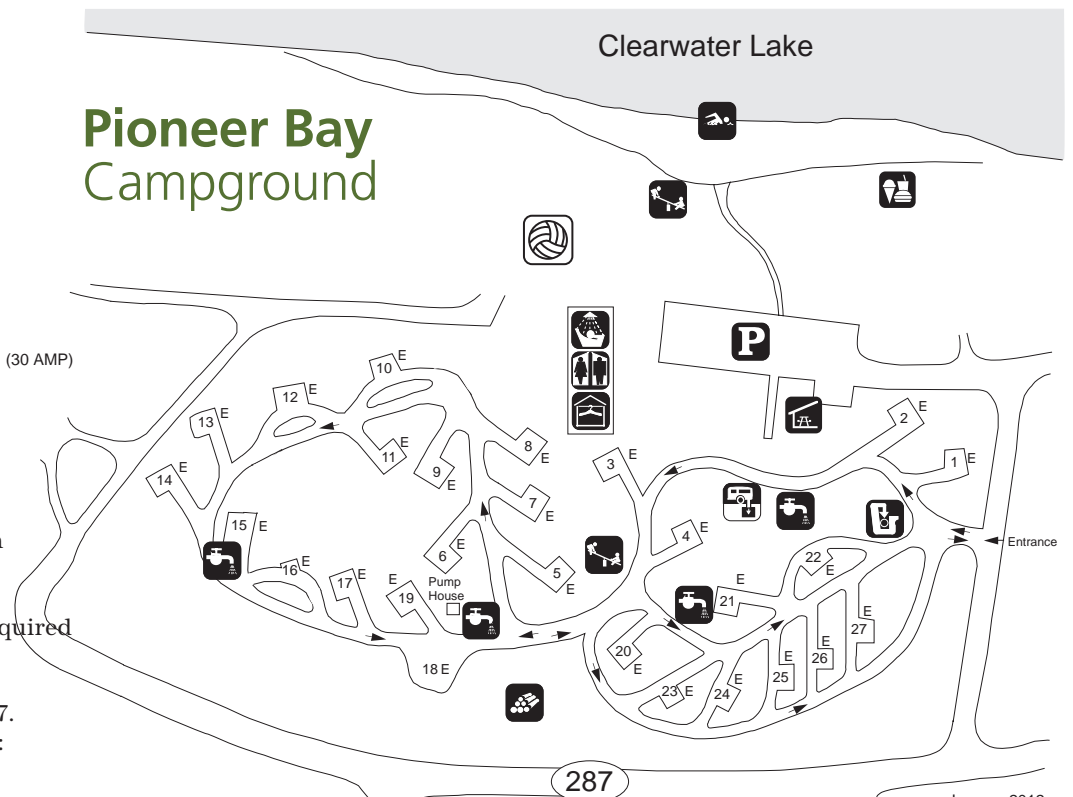 Clearwater Lake
Pioneer Bay
Campground
P
(30 AMP)
10 E
12 E
13 E
14 E
15 E
11 E
9 E
8 E
7 E
6 E
5 E
3 E
4 E
2 E
1 E
Entrance
16 E
17 E
19 E
Pump
House
18 E
20 E
21 E
22 E
23 E
24 E
25 E
26 E
27 E
quired
7.
:
287
2013